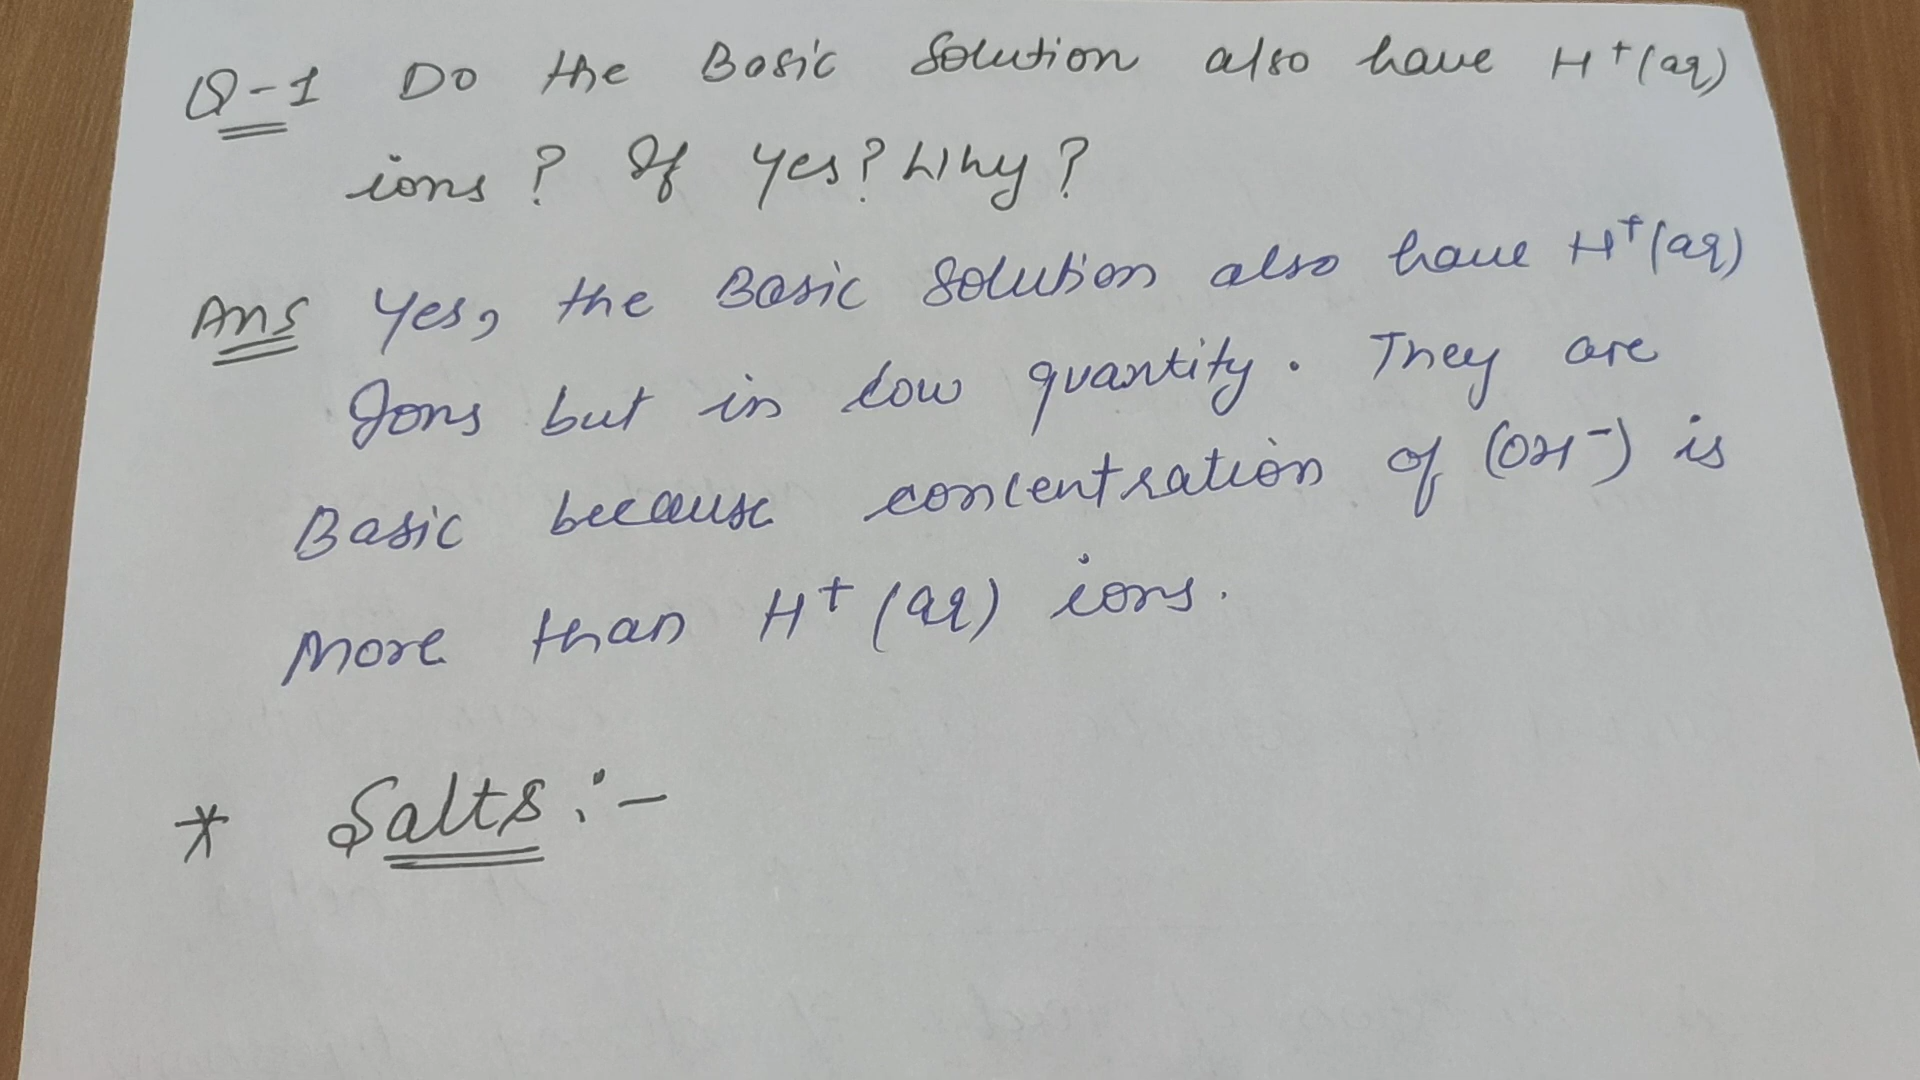 Q-1 Do the Basic Solution also have H+(aq)
ions? If yes? Why?
Ans Yes, the Basic Solution also have H+(aq)
Ions but in low quantity. They are
Basic because concentration of (OH-) is
more than H+ (aq) ions.
* Salts:-